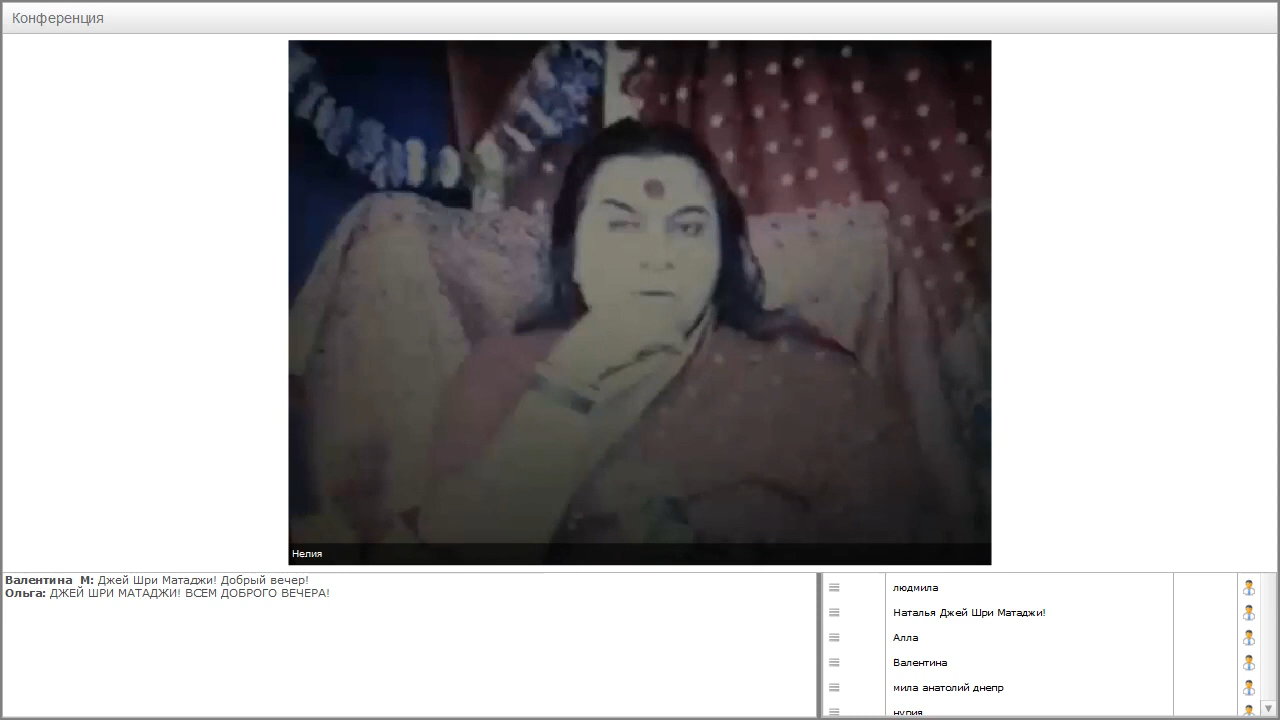 Конференция
Нелия
Валентина М: Джей Шри Матаджи! Добрый вечер!
Ольга: ДЖЕЙ ШРИ МАТАДЖИ! ВСЕМ ДОБРОГО ВЕЧЕРА!
людмила
Наталья Джей Шри Матаджи!
Алла
Валентина
мила анатолий днепр
нурия